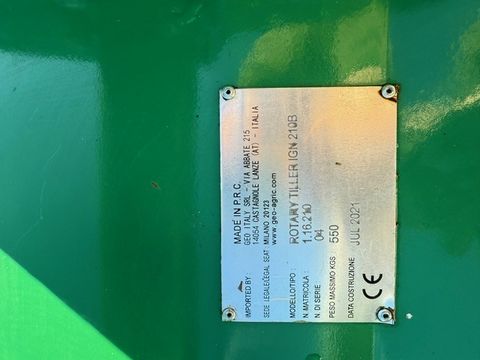 MADE IN P.R.C.
IMPORTED BY: GEO ITALY SRL - VIA ABBATE 215
14054 CASTAGNOLE LANZE (AT) - ITALIA
SEDE LEGALE/LEGAL SEAT MILANO 20123
www.geo-agric.com
MODELLO/TIPO: ROTARY TILLER IGN 210B
N. MATRICOLA: 1.16.210
N. DI SERIE 04
PESO MASSIMO KGS: 550
DATA COSTRUZIONE JUL 2021
CE